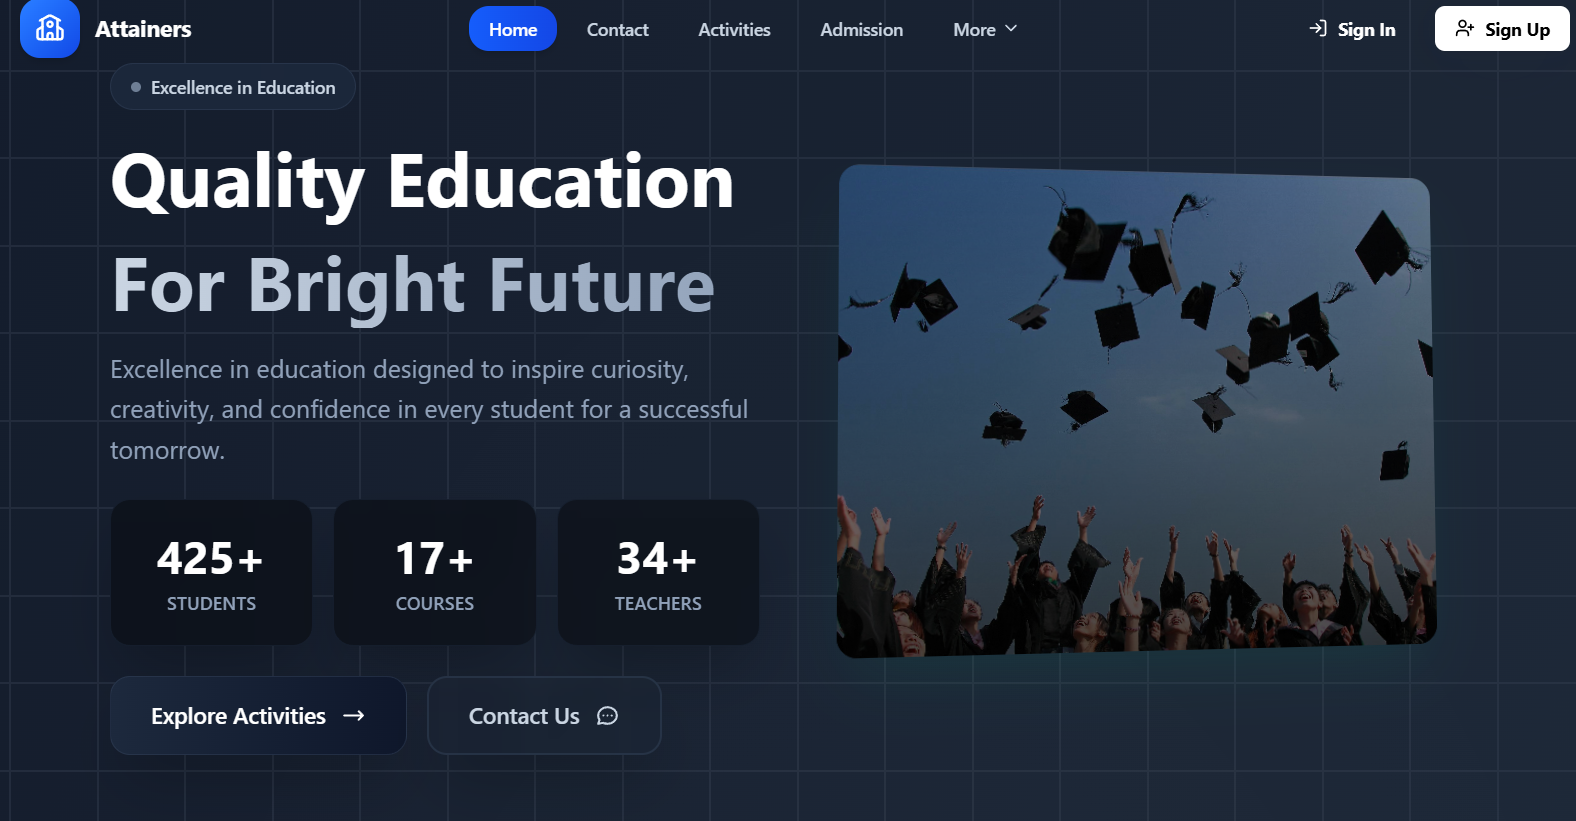 Attainers
Home
Contact
Activities
Admission
More
Sign In
Sign Up
Excellence in Education
Quality Education
For Bright Future
Excellence in education designed to inspire curiosity,
creativity, and confidence in every student for a successful
tomorrow.
425+
STUDENTS
17+
COURSES
34+
TEACHERS
Explore Activities
Contact Us